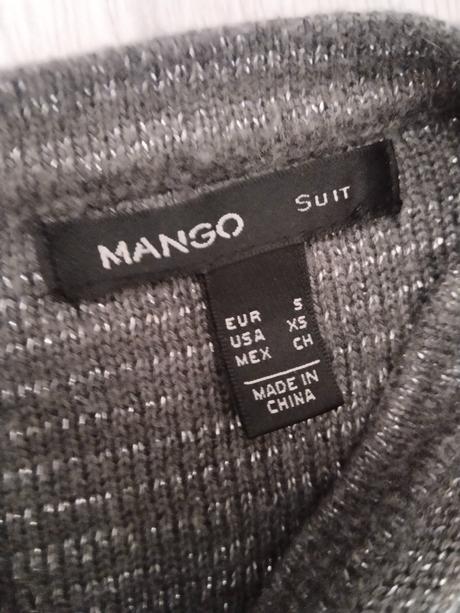 MANGO Suit
EUR S
USA XS
MEX CH
MADE IN
CHINA